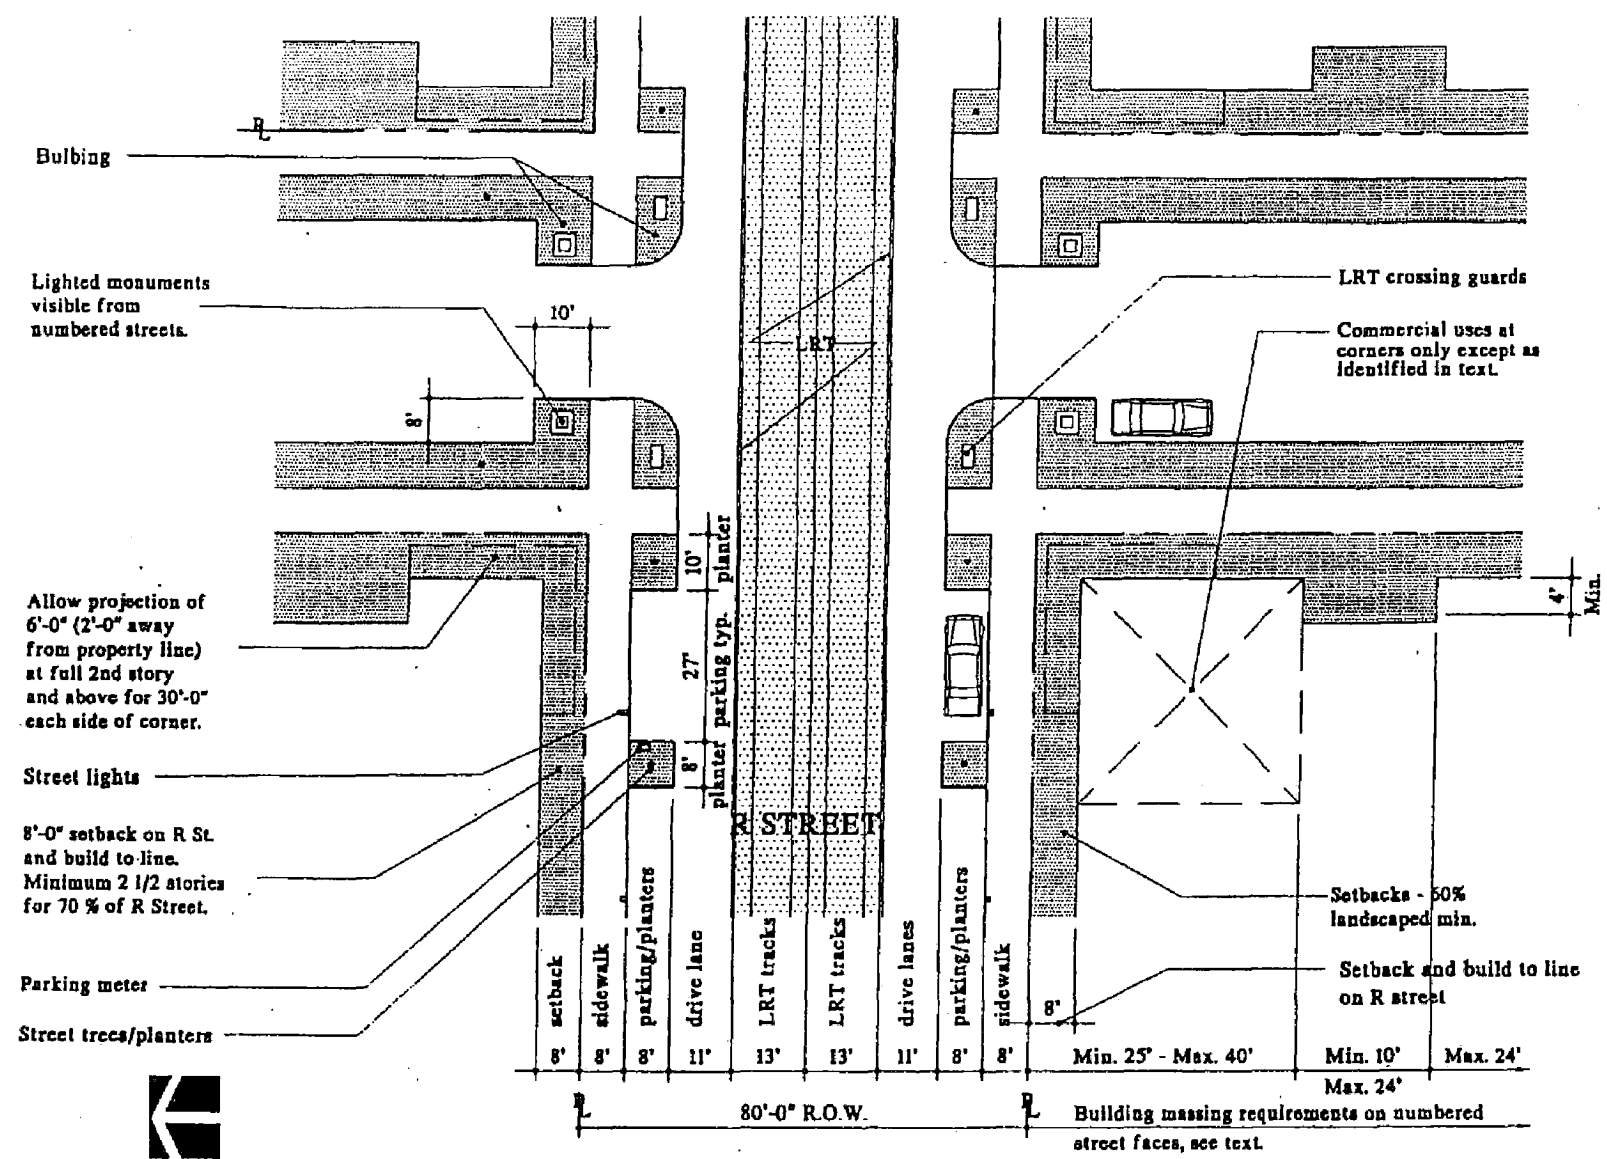 PL
Bulbing
Lighted monuments
visible from
numbered streets.
10'
8'
LRT
LRT crossing guards
Commercial uses at
corners only except as
identified in text.
Allow projection of
6'-0" (2'-0" away
from property line)
at full 2nd story
and above for 30'-0"
each side of corner.
10'
planter
27'
parking typ.
8'
planter
4'
Min.
Street lights
R STREET
8'-0" setback on R St.
and build to line.
Minimum 2 1/2 stories
for 70 % of R Street.
Setbacks - 60%
landscaped min.
Parking meter
Street trees/planters
Setback and build to line
on R street
8'
setback
sidewalk
parking/planters
drive lane
LRT tracks
LRT tracks
drive lanes
parking/planters
sidewalk
8' 8' 8' 11' 13' 13' 11' 8' 8' Min. 25' - Max. 40' Min. 10' Max. 24'
Max. 24'
PL 80'-0" R.O.W. PL
Building massing requirements on numbered
street faces, see text.